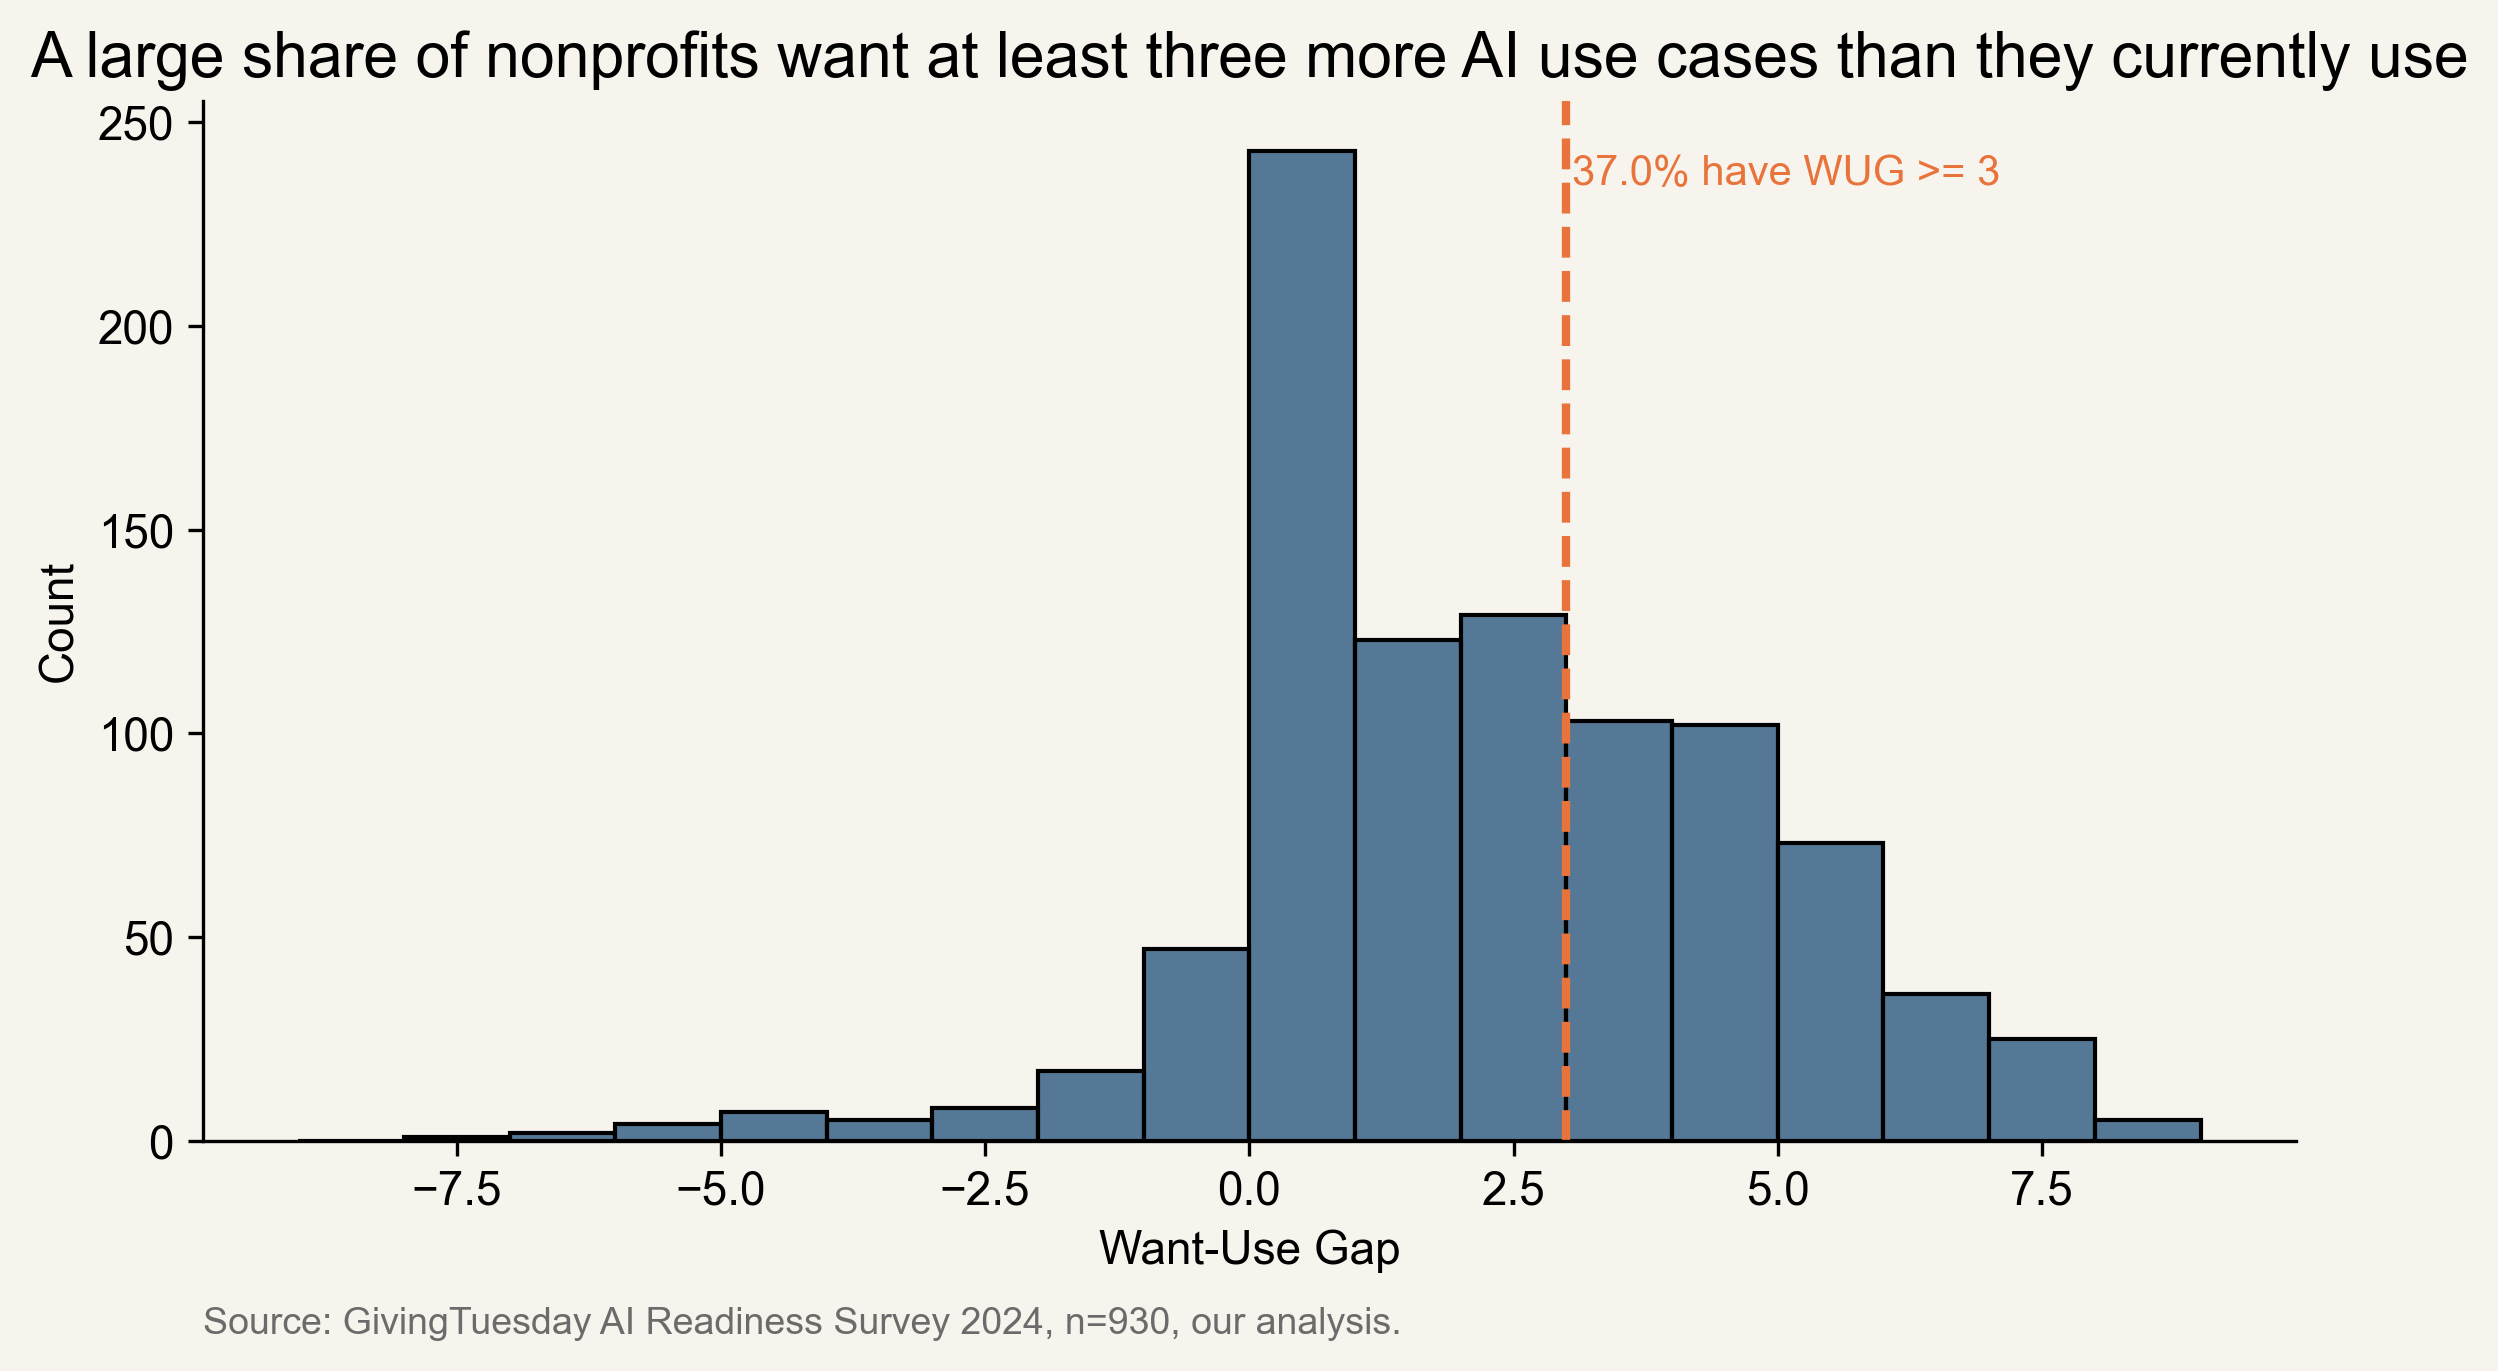 A large share of nonprofits want at least three more AI use cases than they currently use
250
37.0% have WUG >= 3
200
150
Count
100
50
0
−7.5 −5.0 −2.5 0.0 2.5 5.0 7.5
Want-Use Gap
Source: GivingTuesday AI Readiness Survey 2024, n=930, our analysis.